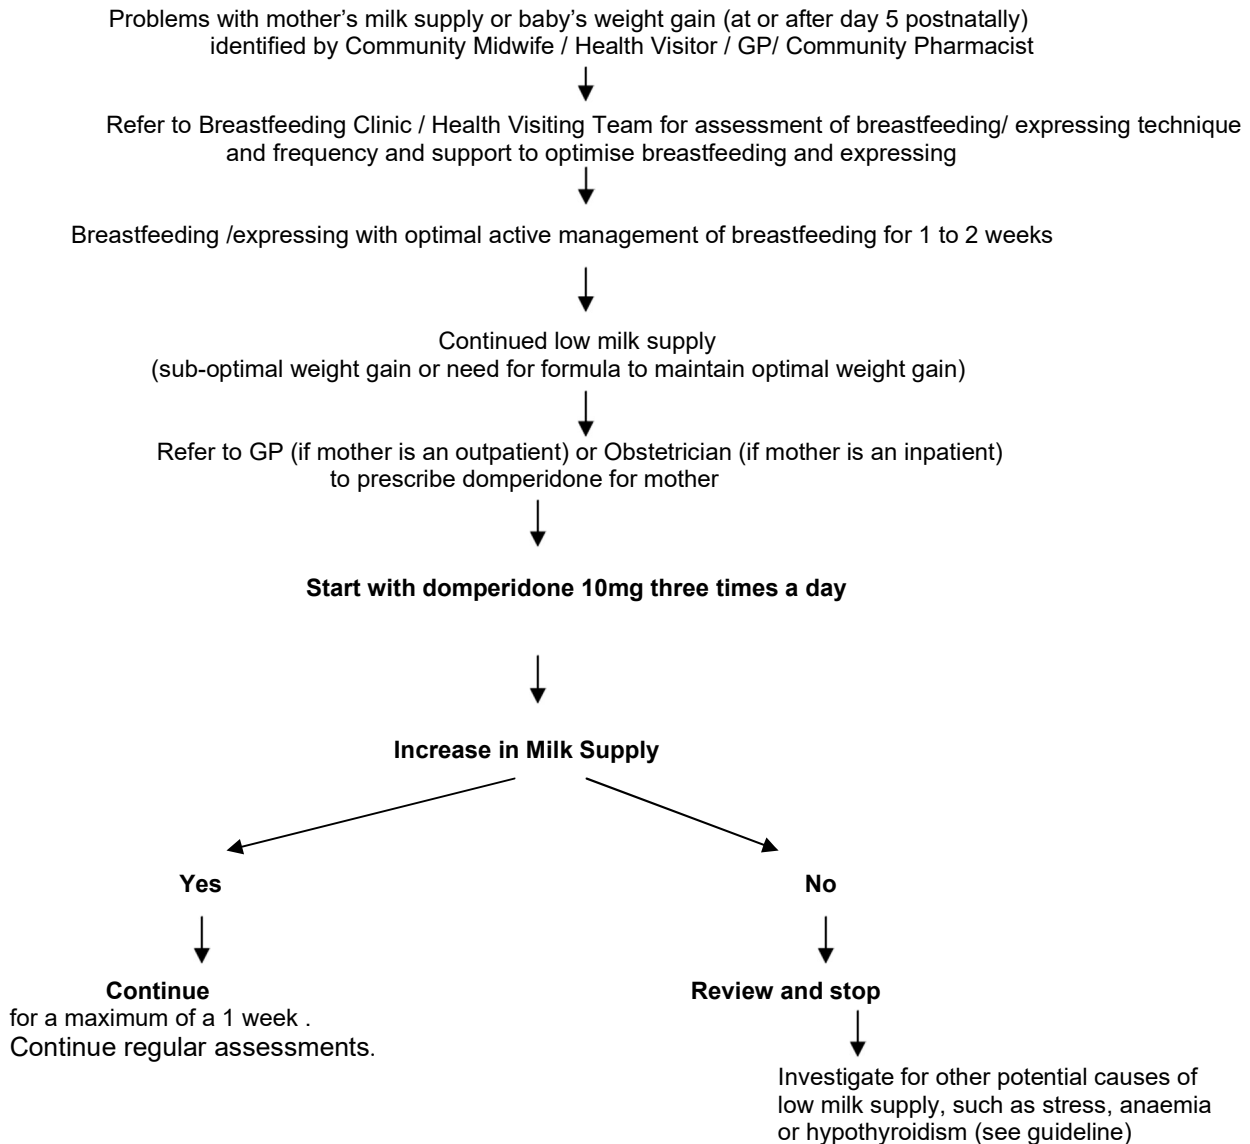 Problems with mother's milk supply or baby's weight gain (at or after day 5 postnatally)
identified by Community Midwife / Health Visitor / GP/ Community Pharmacist
Refer to Breastfeeding Clinic / Health Visiting Team for assessment of breastfeeding/ expressing technique
and frequency and support to optimise breastfeeding and expressing
Breastfeeding /expressing with optimal active management of breastfeeding for 1 to 2 weeks
Continued low milk supply
(sub-optimal weight gain or need for formula to maintain optimal weight gain)
Refer to GP (if mother is an outpatient) or Obstetrician (if mother is an inpatient)
to prescribe domperidone for mother
Start with domperidone 10mg three times a day
Increase in Milk Supply
Yes
Continue
for a maximum of a 1 week .
Continue regular assessments.
No
Review and stop
Investigate for other potential causes of
low milk supply, such as stress, anaemia
or hypothyroidism (see guideline)